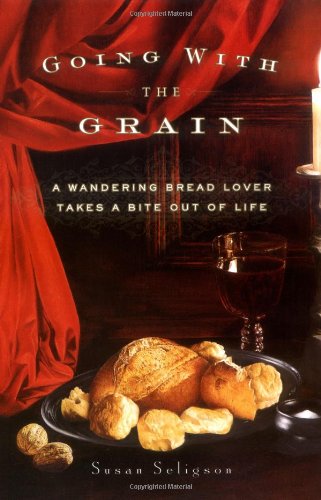 GOING WITH
THE
GRAIN
A WANDERING BREAD LOVER
TAKES A BITE OUT OF LIFE
Susan Seligson